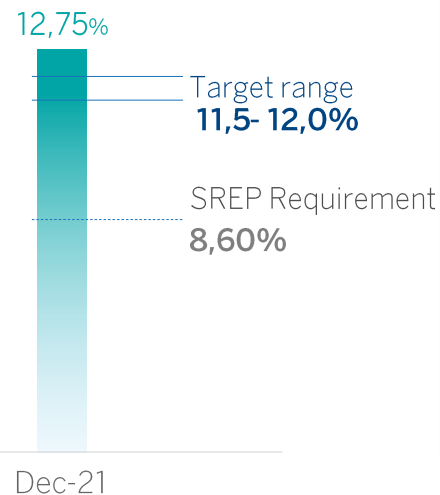 12,75%
Target range
11,5- 12,0%
SREP Requirement
8,60%
Dec-21